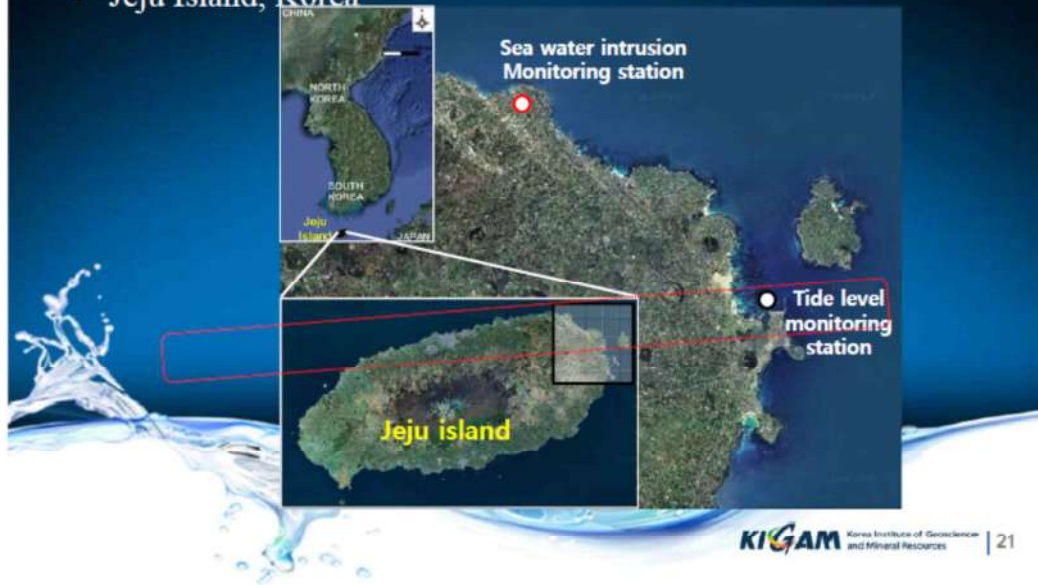 Jeju Island, Korea
CHINA
NORTH
KOREA
SOUTH
KOREA
Jeju
Island
JAPAN
Sea water intrusion
Monitoring station
Tide level
monitoring
station
Jeju island
KIGAM Korea Institute of Geoscience
and Mineral Resources
21